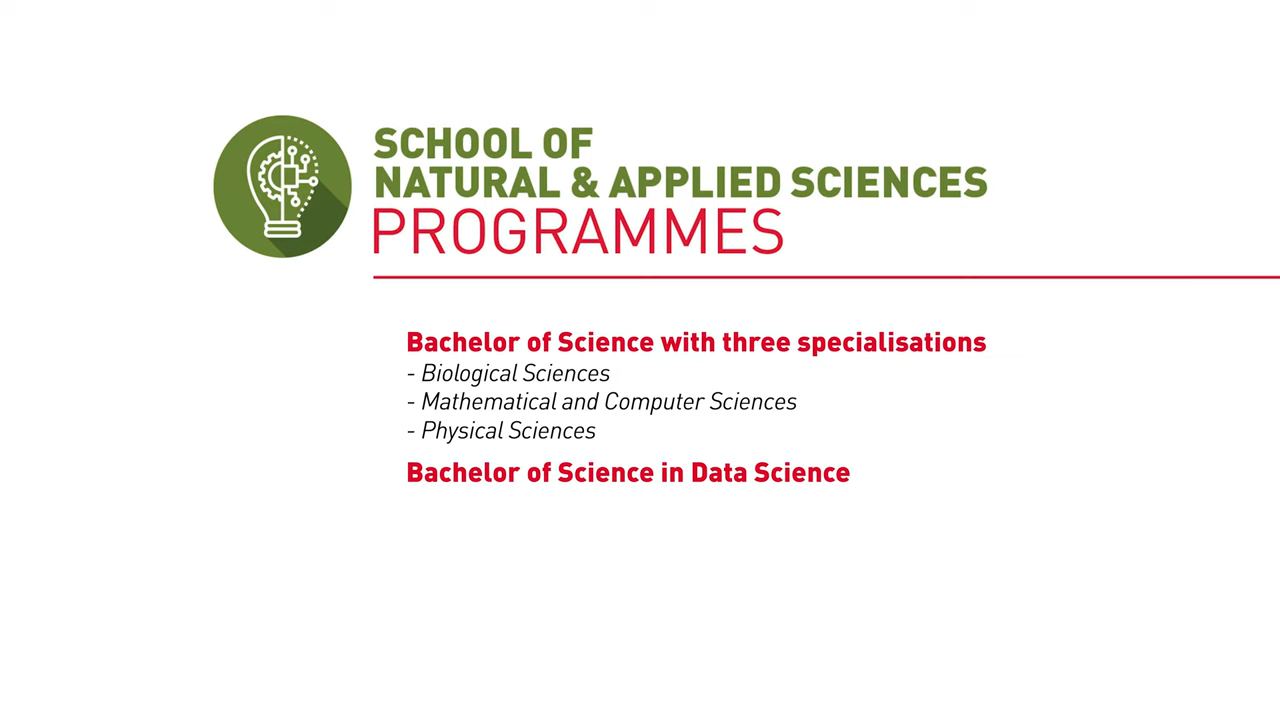 SCHOOL OF
NATURAL & APPLIED SCIENCES
PROGRAMMES
Bachelor of Science with three specialisations
- Biological Sciences
- Mathematical and Computer Sciences
- Physical Sciences
Bachelor of Science in Data Science